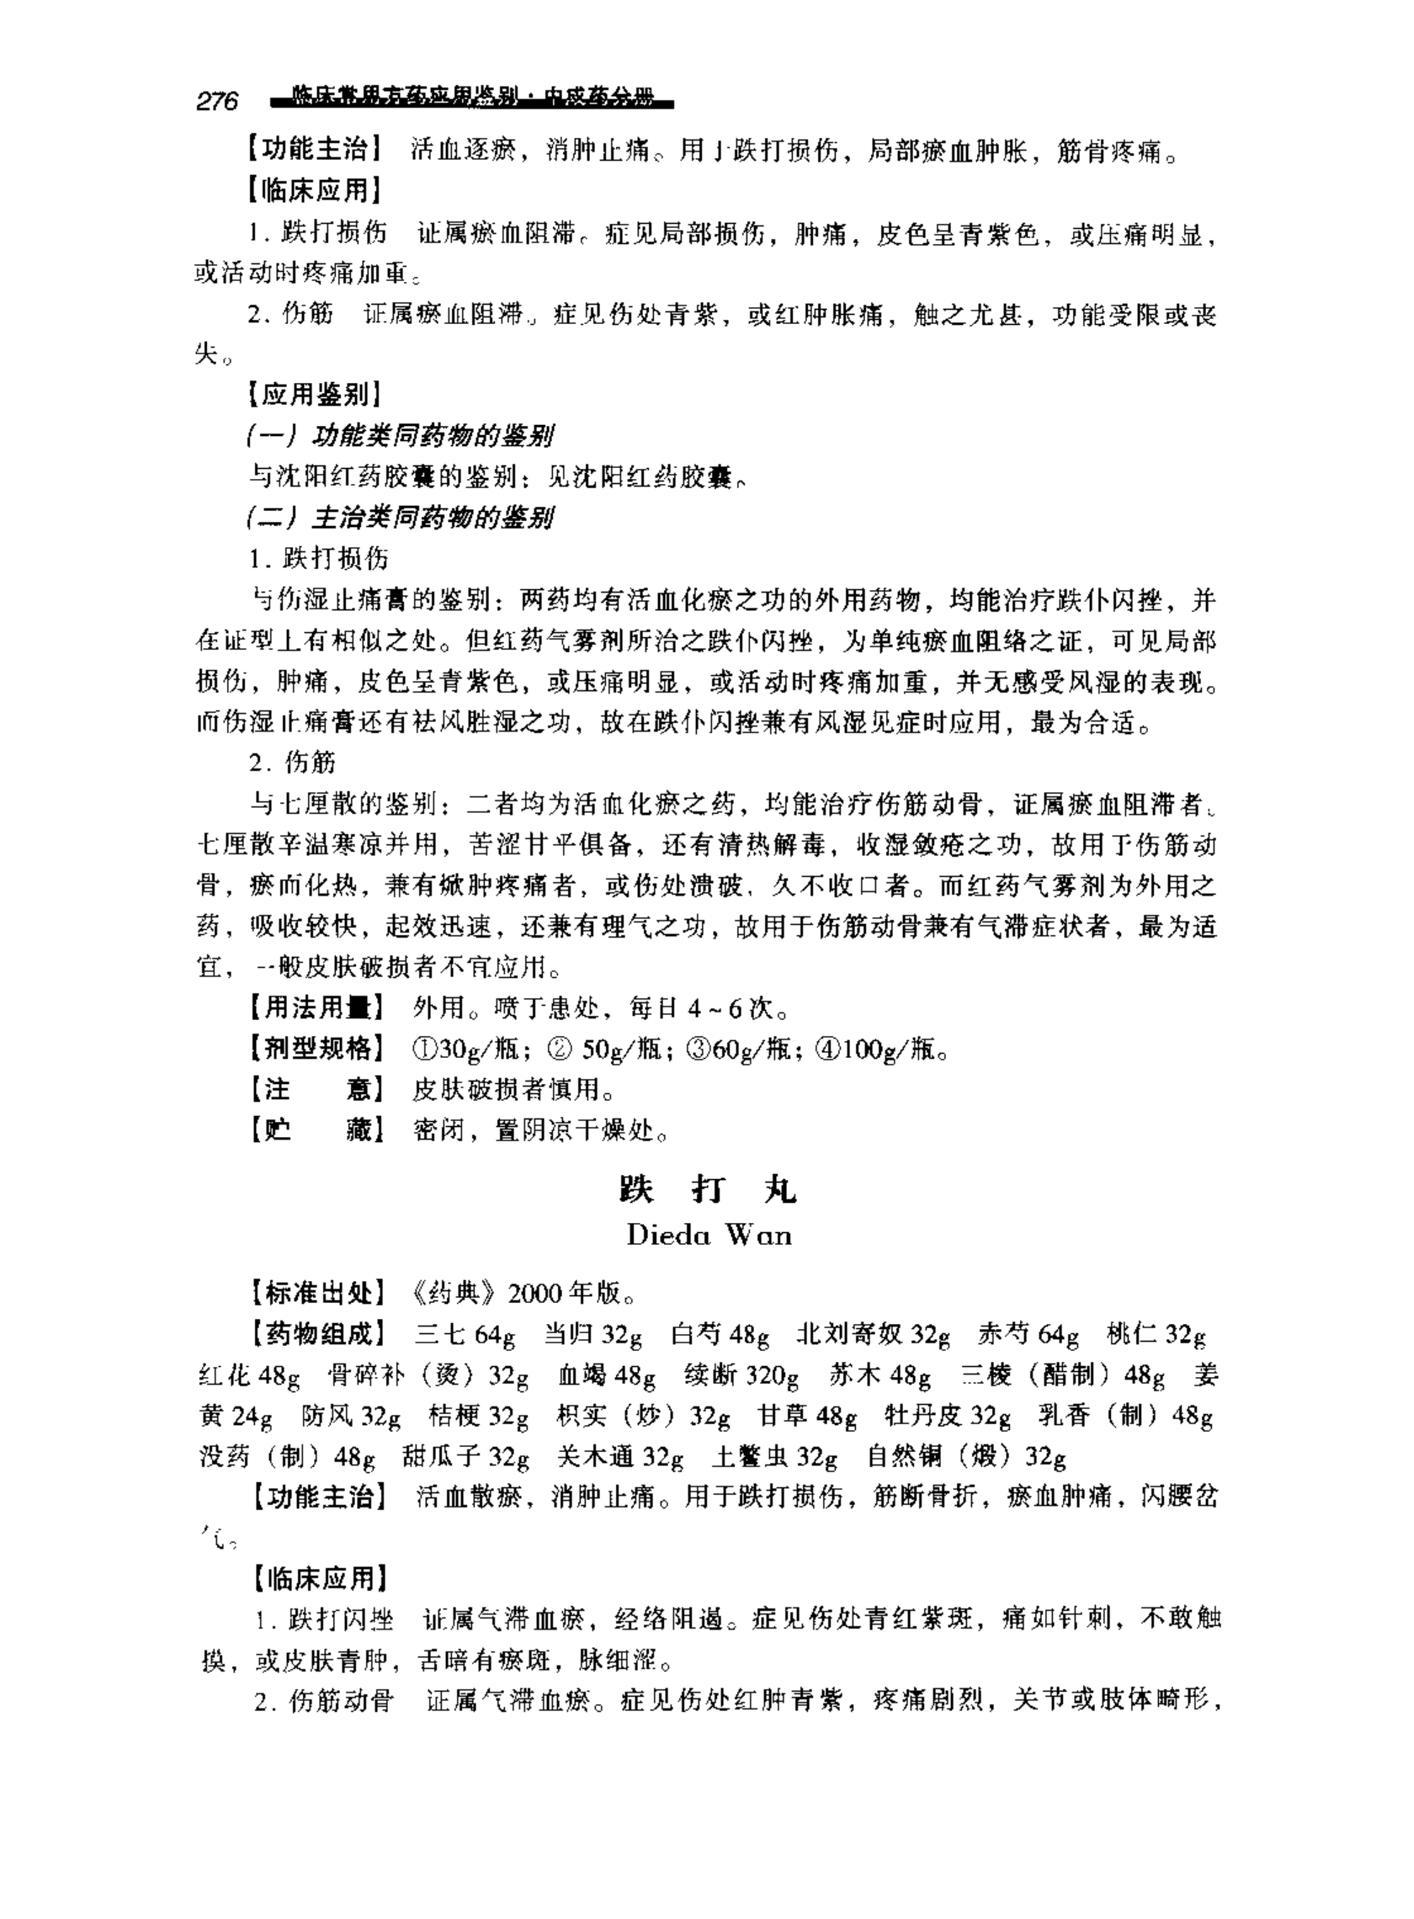 276 临床常用方药应用鉴别·中成药分册
【功能主治】 活血逐瘀，消肿止痛。用于跌打损伤，局部瘀血肿胀，筋骨疼痛。
【临床应用】
1. 跌打损伤 证属瘀血阻滞。症见局部损伤，肿痛，皮色呈青紫色，或压痛明显，
或活动时疼痛加重。
2. 伤筋 证属瘀血阻滞。症见伤处青紫，或红肿胀痛，触之尤甚，功能受限或丧
失。
【应用鉴别】
（一）功能类同药物的鉴别
与沈阳红药胶囊的鉴别：见沈阳红药胶囊。
（二）主治类同药物的鉴别
1. 跌打损伤
与伤湿止痛膏的鉴别：两药均有活血化瘀之功的外用药物，均能治疗跌仆闪挫，并
在证型上有相似之处。但红药气雾剂所治之跌仆闪挫，为单纯瘀血阻络之证，可见局部
损伤，肿痛，皮色呈青紫色，或压痛明显，或活动时疼痛加重，并无感受风湿的表现。
而伤湿止痛膏还有祛风胜湿之功，故在跌仆闪挫兼有风湿见症时应用，最为合适。
2. 伤筋
与七厘散的鉴别：二者均为活血化瘀之药，均能治疗伤筋动骨，证属瘀血阻滞者。
七厘散辛温寒凉并用，苦涩甘平俱备，还有清热解毒，收湿敛疮之功，故用于伤筋动
骨，瘀而化热，兼有焮肿疼痛者，或伤处溃破，久不收口者。而红药气雾剂为外用之
药，吸收较快，起效迅速，还兼有理气之功，故用于伤筋动骨兼有气滞症状者，最为适
宜，一般皮肤破损者不宜应用。
【用法用量】 外用。喷于患处，每日 4～6 次。
【剂型规格】 ①30g/瓶；② 50g/瓶；③60g/瓶；④100g/瓶。
【注 意】 皮肤破损者慎用。
【贮 藏】 密闭，置阴凉干燥处。
跌 打 丸
Dieda Wan
【标准出处】 《药典》2000 年版。
【药物组成】 三七 64g 当归 32g 白芍 48g 北刘寄奴 32g 赤芍 64g 桃仁 32g
红花 48g 骨碎补（烫）32g 血竭 48g 续断 320g 苏木 48g 三棱（醋制）48g 姜
黄 24g 防风 32g 桔梗 32g 枳实（炒）32g 甘草 48g 牡丹皮 32g 乳香（制）48g
没药（制）48g 甜瓜子 32g 关木通 32g 土鳖虫 32g 自然铜（煅）32g
【功能主治】 活血散瘀，消肿止痛。用于跌打损伤，筋断骨折，瘀血肿痛，闪腰岔
气。
【临床应用】
1. 跌打闪挫 证属气滞血瘀，经络阻遏。症见伤处青红紫斑，痛如针刺，不敢触
摸，或皮肤青肿，舌暗有瘀斑，脉细涩。
2. 伤筋动骨 证属气滞血瘀。症见伤处红肿青紫，疼痛剧烈，关节或肢体畸形，